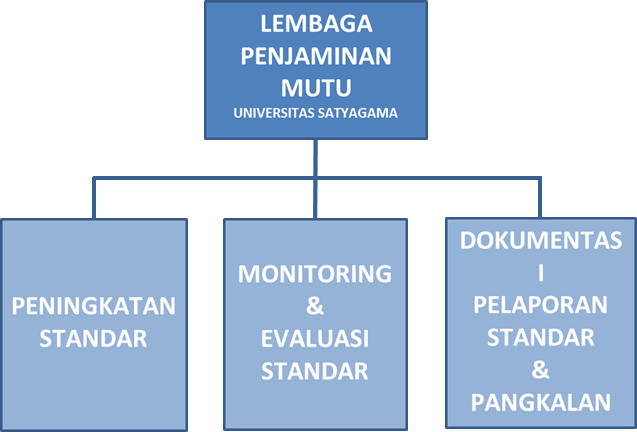 LEMBAGA
PENJAMINAN
MUTU
UNIVERSITAS SATYAGAMA
PENINGKATAN
STANDAR
MONITORING
&
EVALUASI
STANDAR
DOKUMENTAS
I
PELAPORAN
STANDAR
&
PANGKALAN